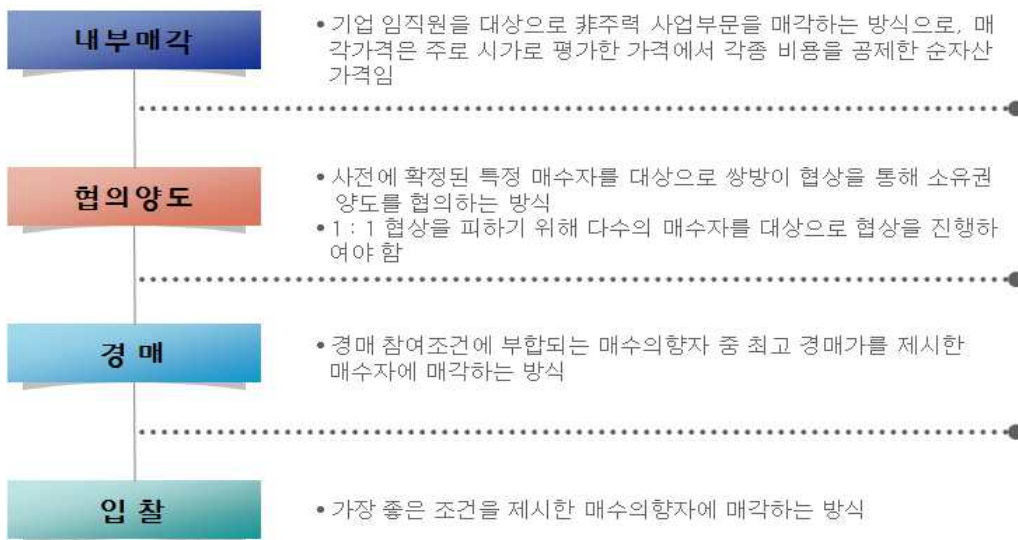 내부매각
• 기업 임직원을 대상으로 非주력 사업부문을 매각하는 방식으로, 매
각가격은 주로 시가로 평가한 가격에서 각종 비용을 공제한 순자산
가격임
협의양도
• 사전에 확정된 특정 매수자를 대상으로 쌍방이 협상을 통해 소유권
양도를 협의하는 방식
• 1 : 1 협상을 피하기 위해 다수의 매수자를 대상으로 협상을 진행하
여야 함
경 매
• 경매 참여조건에 부합되는 매수의향자 중 최고 경매가를 제시한
매수자에 매각하는 방식
입 찰
• 가장 좋은 조건을 제시한 매수의향자에 매각하는 방식